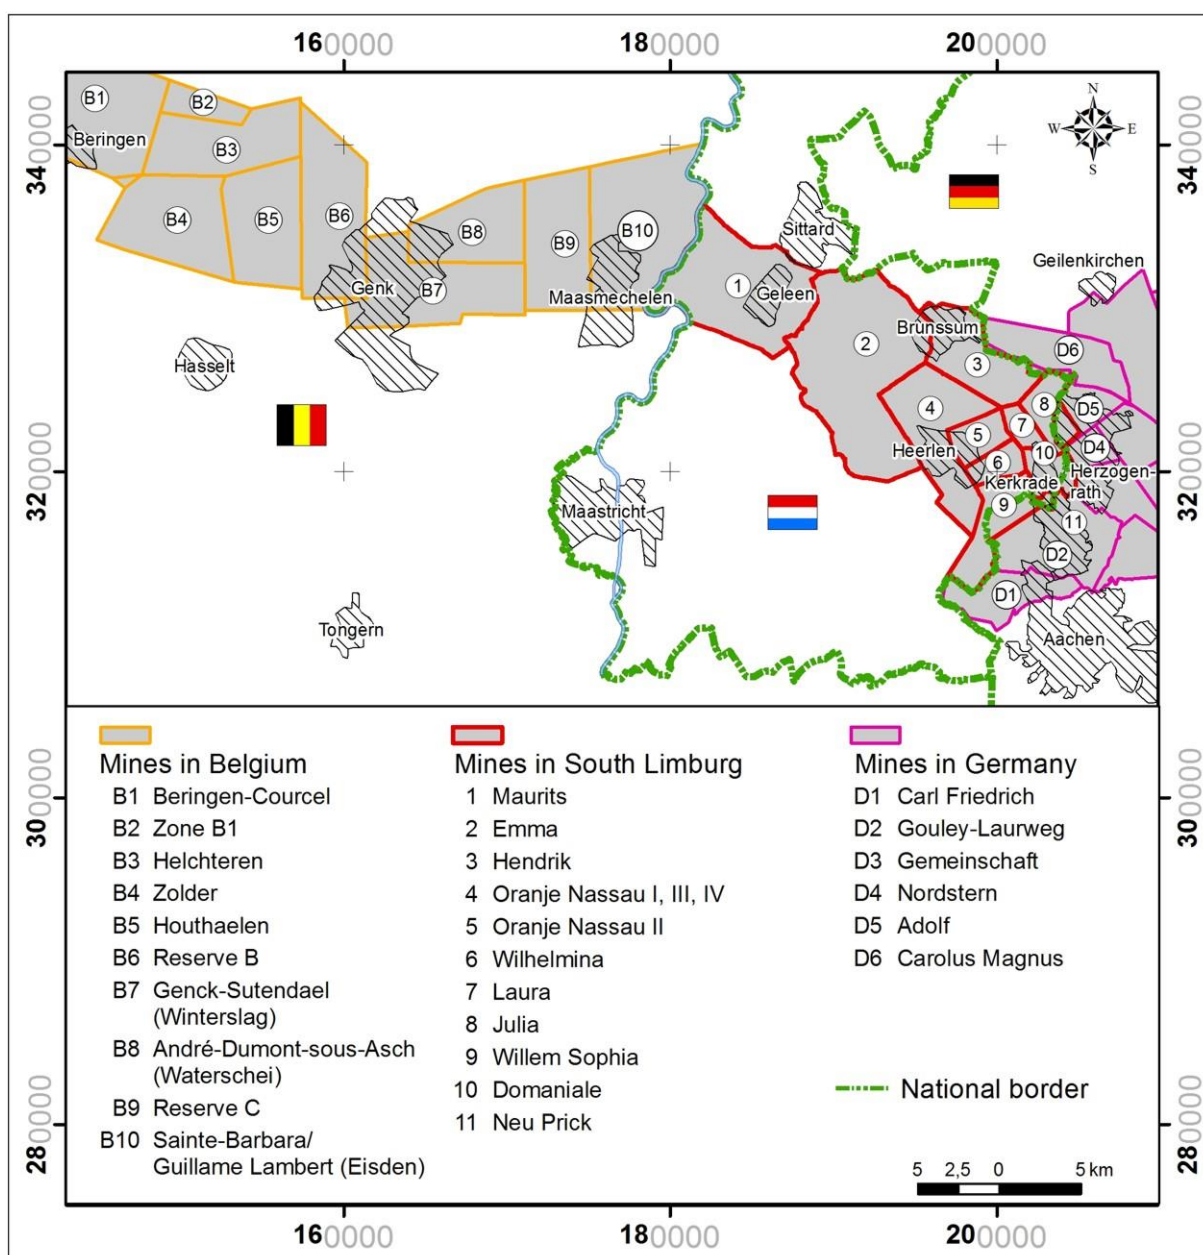 160000 180000 200000
N
W E
S
340000 340000
B1 B2
Beringen
B3
B4 B5 B6 B8 B9 B10
Sittard
Geilenkirchen
Genk B7 Maasmechelen 1 Geleen
Brunssum
Hasselt
2 3 D6
4 8 D5
7
5
Heerlen 10 D4
6
320000 320000
Kerkrade Herzogen-
rath
Maastricht 9 11
D2
D1
Tongern
Aachen
Mines in Belgium
B1 Beringen-Courcel
B2 Zone B1
B3 Helchteren
B4 Zolder
B5 Houthaelen
B6 Reserve B
B7 Genck-Sutendael
(Winterslag)
B8 André-Dumont-sous-Asch
(Waterschei)
B9 Reserve C
B10 Sainte-Barbara/
Guillame Lambert (Eisden)
Mines in South Limburg
1 Maurits
2 Emma
3 Hendrik
4 Oranje Nassau I, III, IV
5 Oranje Nassau II
6 Wilhelmina
7 Laura
8 Julia
9 Willem Sophia
10 Domaniale
11 Neu Prick
Mines in Germany
D1 Carl Friedrich
D2 Gouley-Laurweg
D3 Gemeinschaft
D4 Nordstern
D5 Adolf
D6 Carolus Magnus
National border
5 2,5 0 5 km
300000 300000
280000 280000
160000 180000 200000